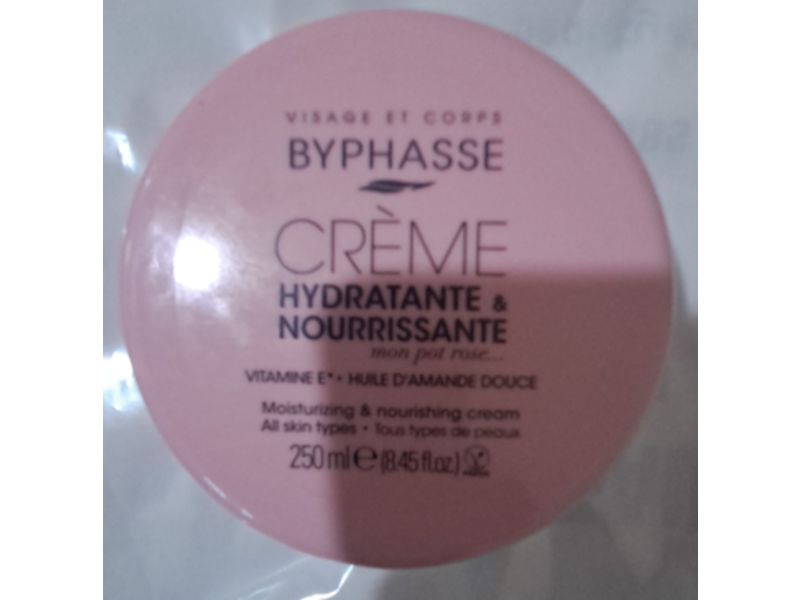 VISAGE ET CORPS
BYPHASSE
CRÈME
HYDRATANTE &
NOURRISSANTE
mon pot rose...
VITAMINE E* • HUILE D'AMANDE DOUCE
Moisturizing & nourishing cream
All skin types • Tous types de peaux
250 ml e (8.45 fl.oz.)